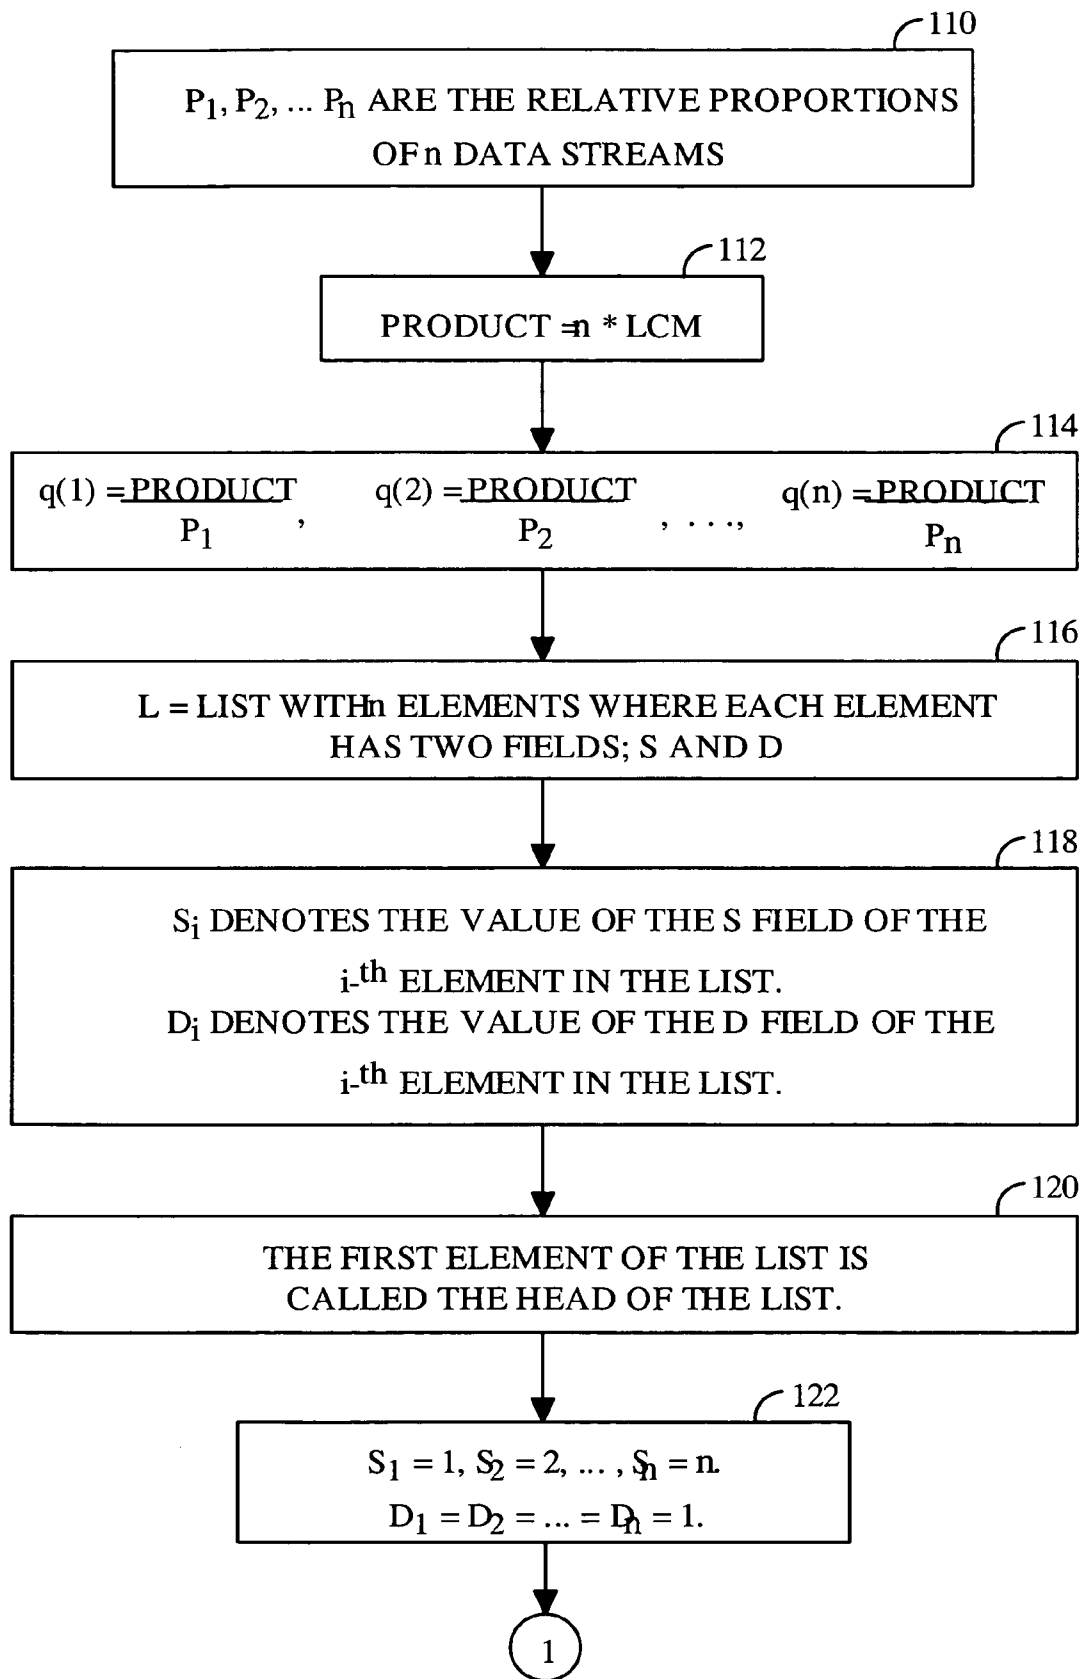 110
P₁, P₂, ... Pₙ ARE THE RELATIVE PROPORTIONS
OF n DATA STREAMS
112
PRODUCT = n * LCM
114
q(1) = PRODUCT / P₁ , q(2) = PRODUCT / P₂ , . . ., q(n) = PRODUCT / Pₙ
116
L = LIST WITH n ELEMENTS WHERE EACH ELEMENT
HAS TWO FIELDS; S AND D
118
Sᵢ DENOTES THE VALUE OF THE S FIELD OF THE
i-th ELEMENT IN THE LIST.
Dᵢ DENOTES THE VALUE OF THE D FIELD OF THE
i-th ELEMENT IN THE LIST.
120
THE FIRST ELEMENT OF THE LIST IS
CALLED THE HEAD OF THE LIST.
122
S₁ = 1, S₂ = 2, ... , Sₙ = n.
D₁ = D₂ = ... = Dₙ = 1.
1